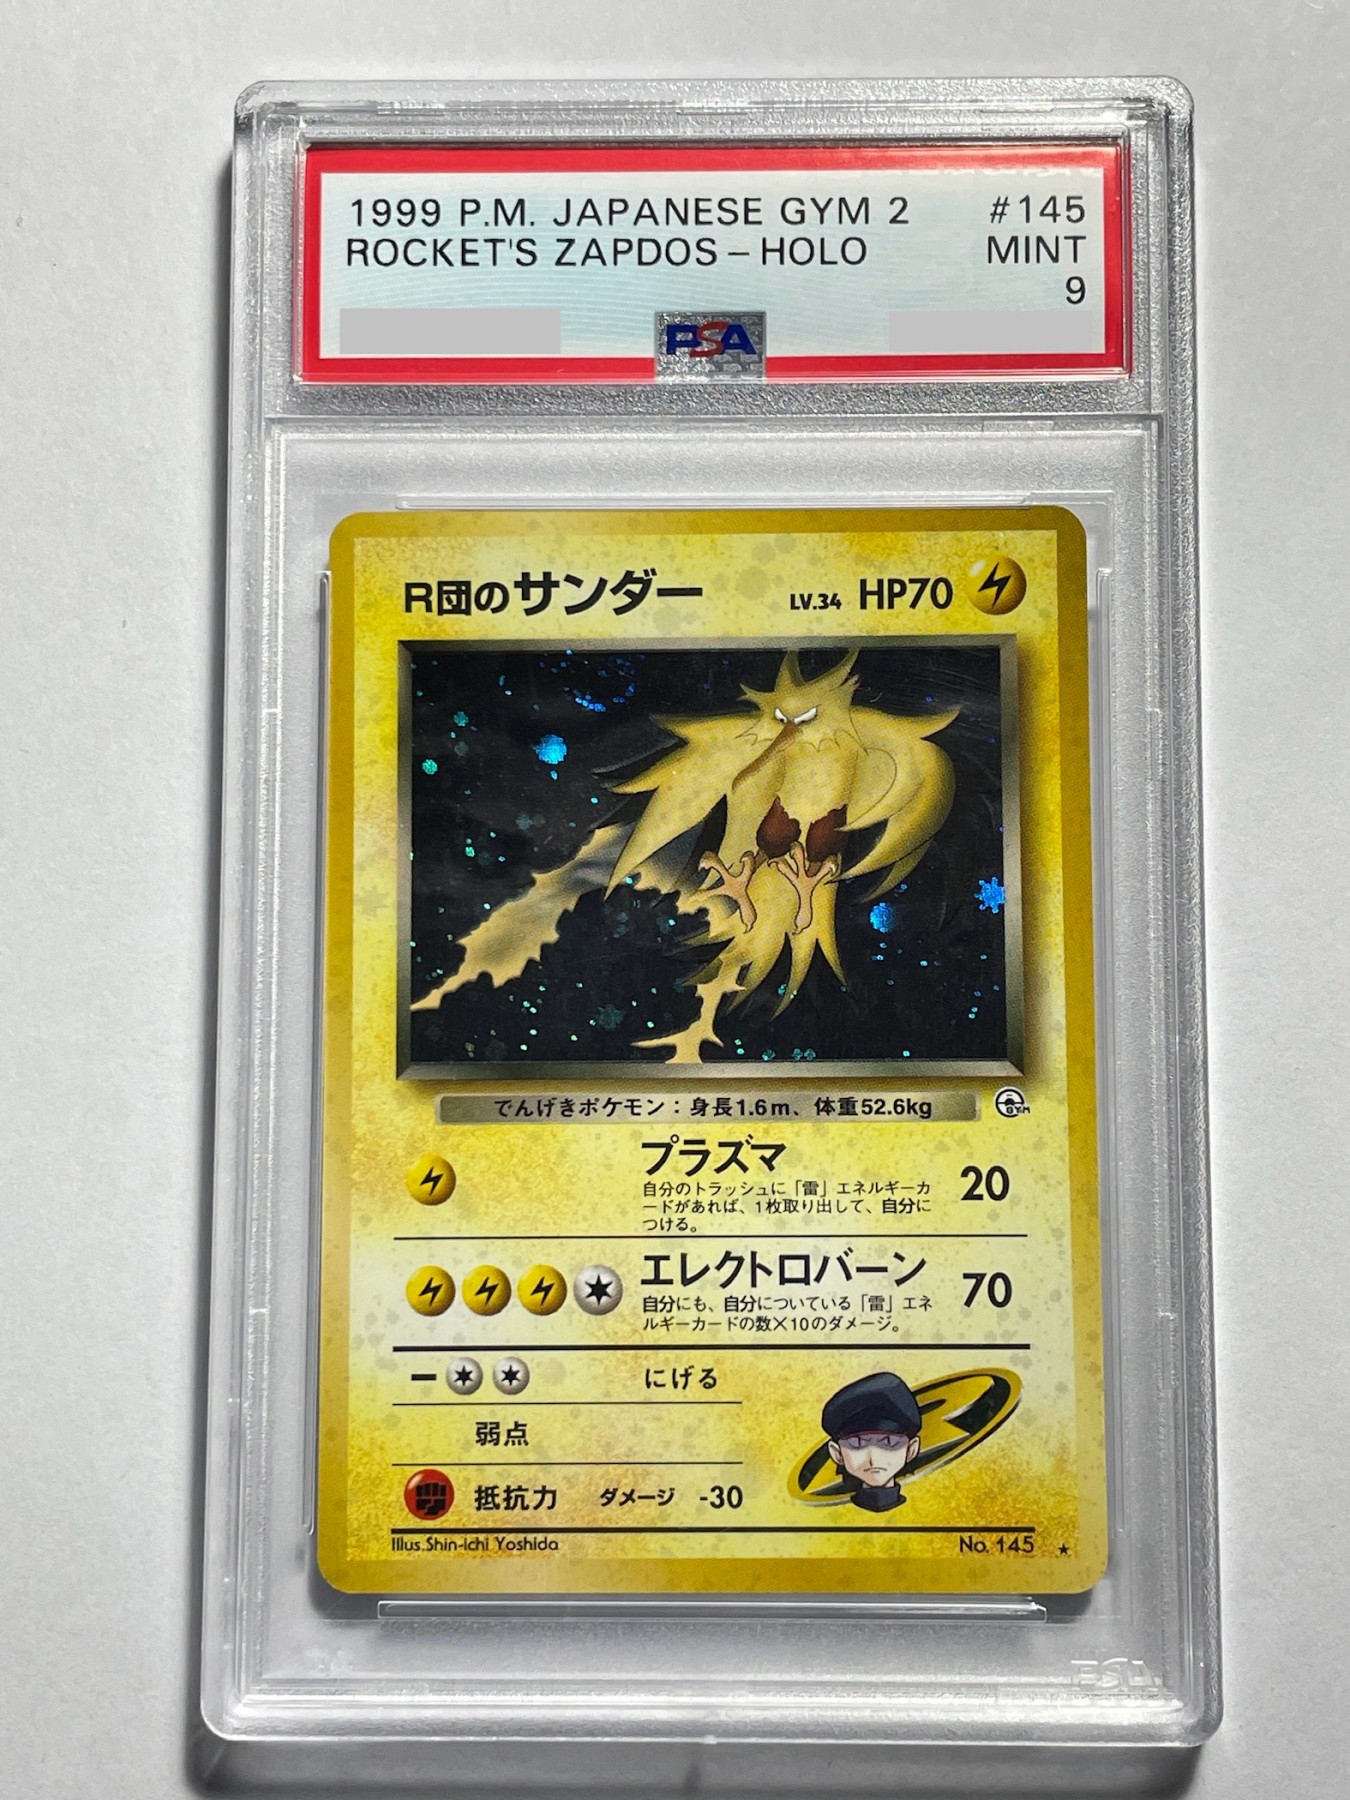 1999 P.M. JAPANESE GYM 2 #145
ROCKET'S ZAPDOS – HOLO MINT
9
PSA
R団のサンダー LV.34 HP70
でんげきポケモン：身長1.6m、体重52.6kg
GYM
プラズマ 20
自分のトラッシュに「雷」エネルギーカ
ードがあれば、1枚取り出して、自分に
つける。
エレクトロバーン 70
自分にも、自分についている「雷」エネ
ルギーカードの数×10のダメージ。
にげる
弱点
抵抗力 ダメージ -30
R
Illus.Shin-ichi Yoshida No. 145 ★
PSA